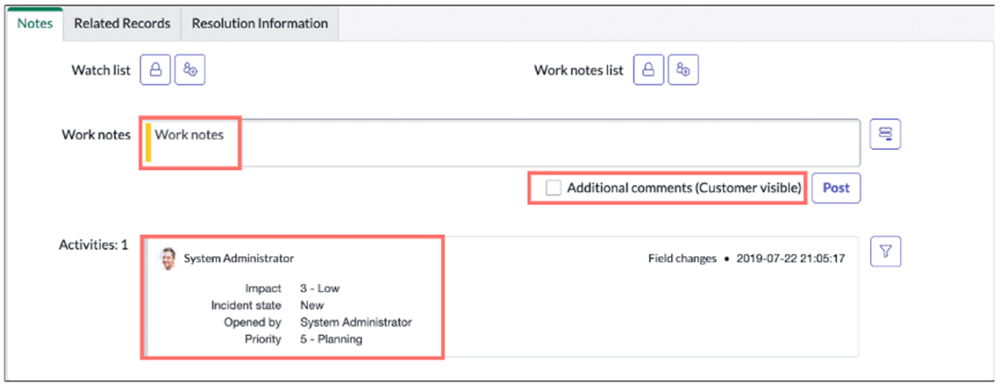 Notes Related Records Resolution Information
Watch list Work notes list
Work notes Work notes
Additional comments (Customer visible) Post
Activities: 1
System Administrator Field changes • 2019-07-22 21:05:17
Impact 3 - Low
Incident state New
Opened by System Administrator
Priority 5 - Planning